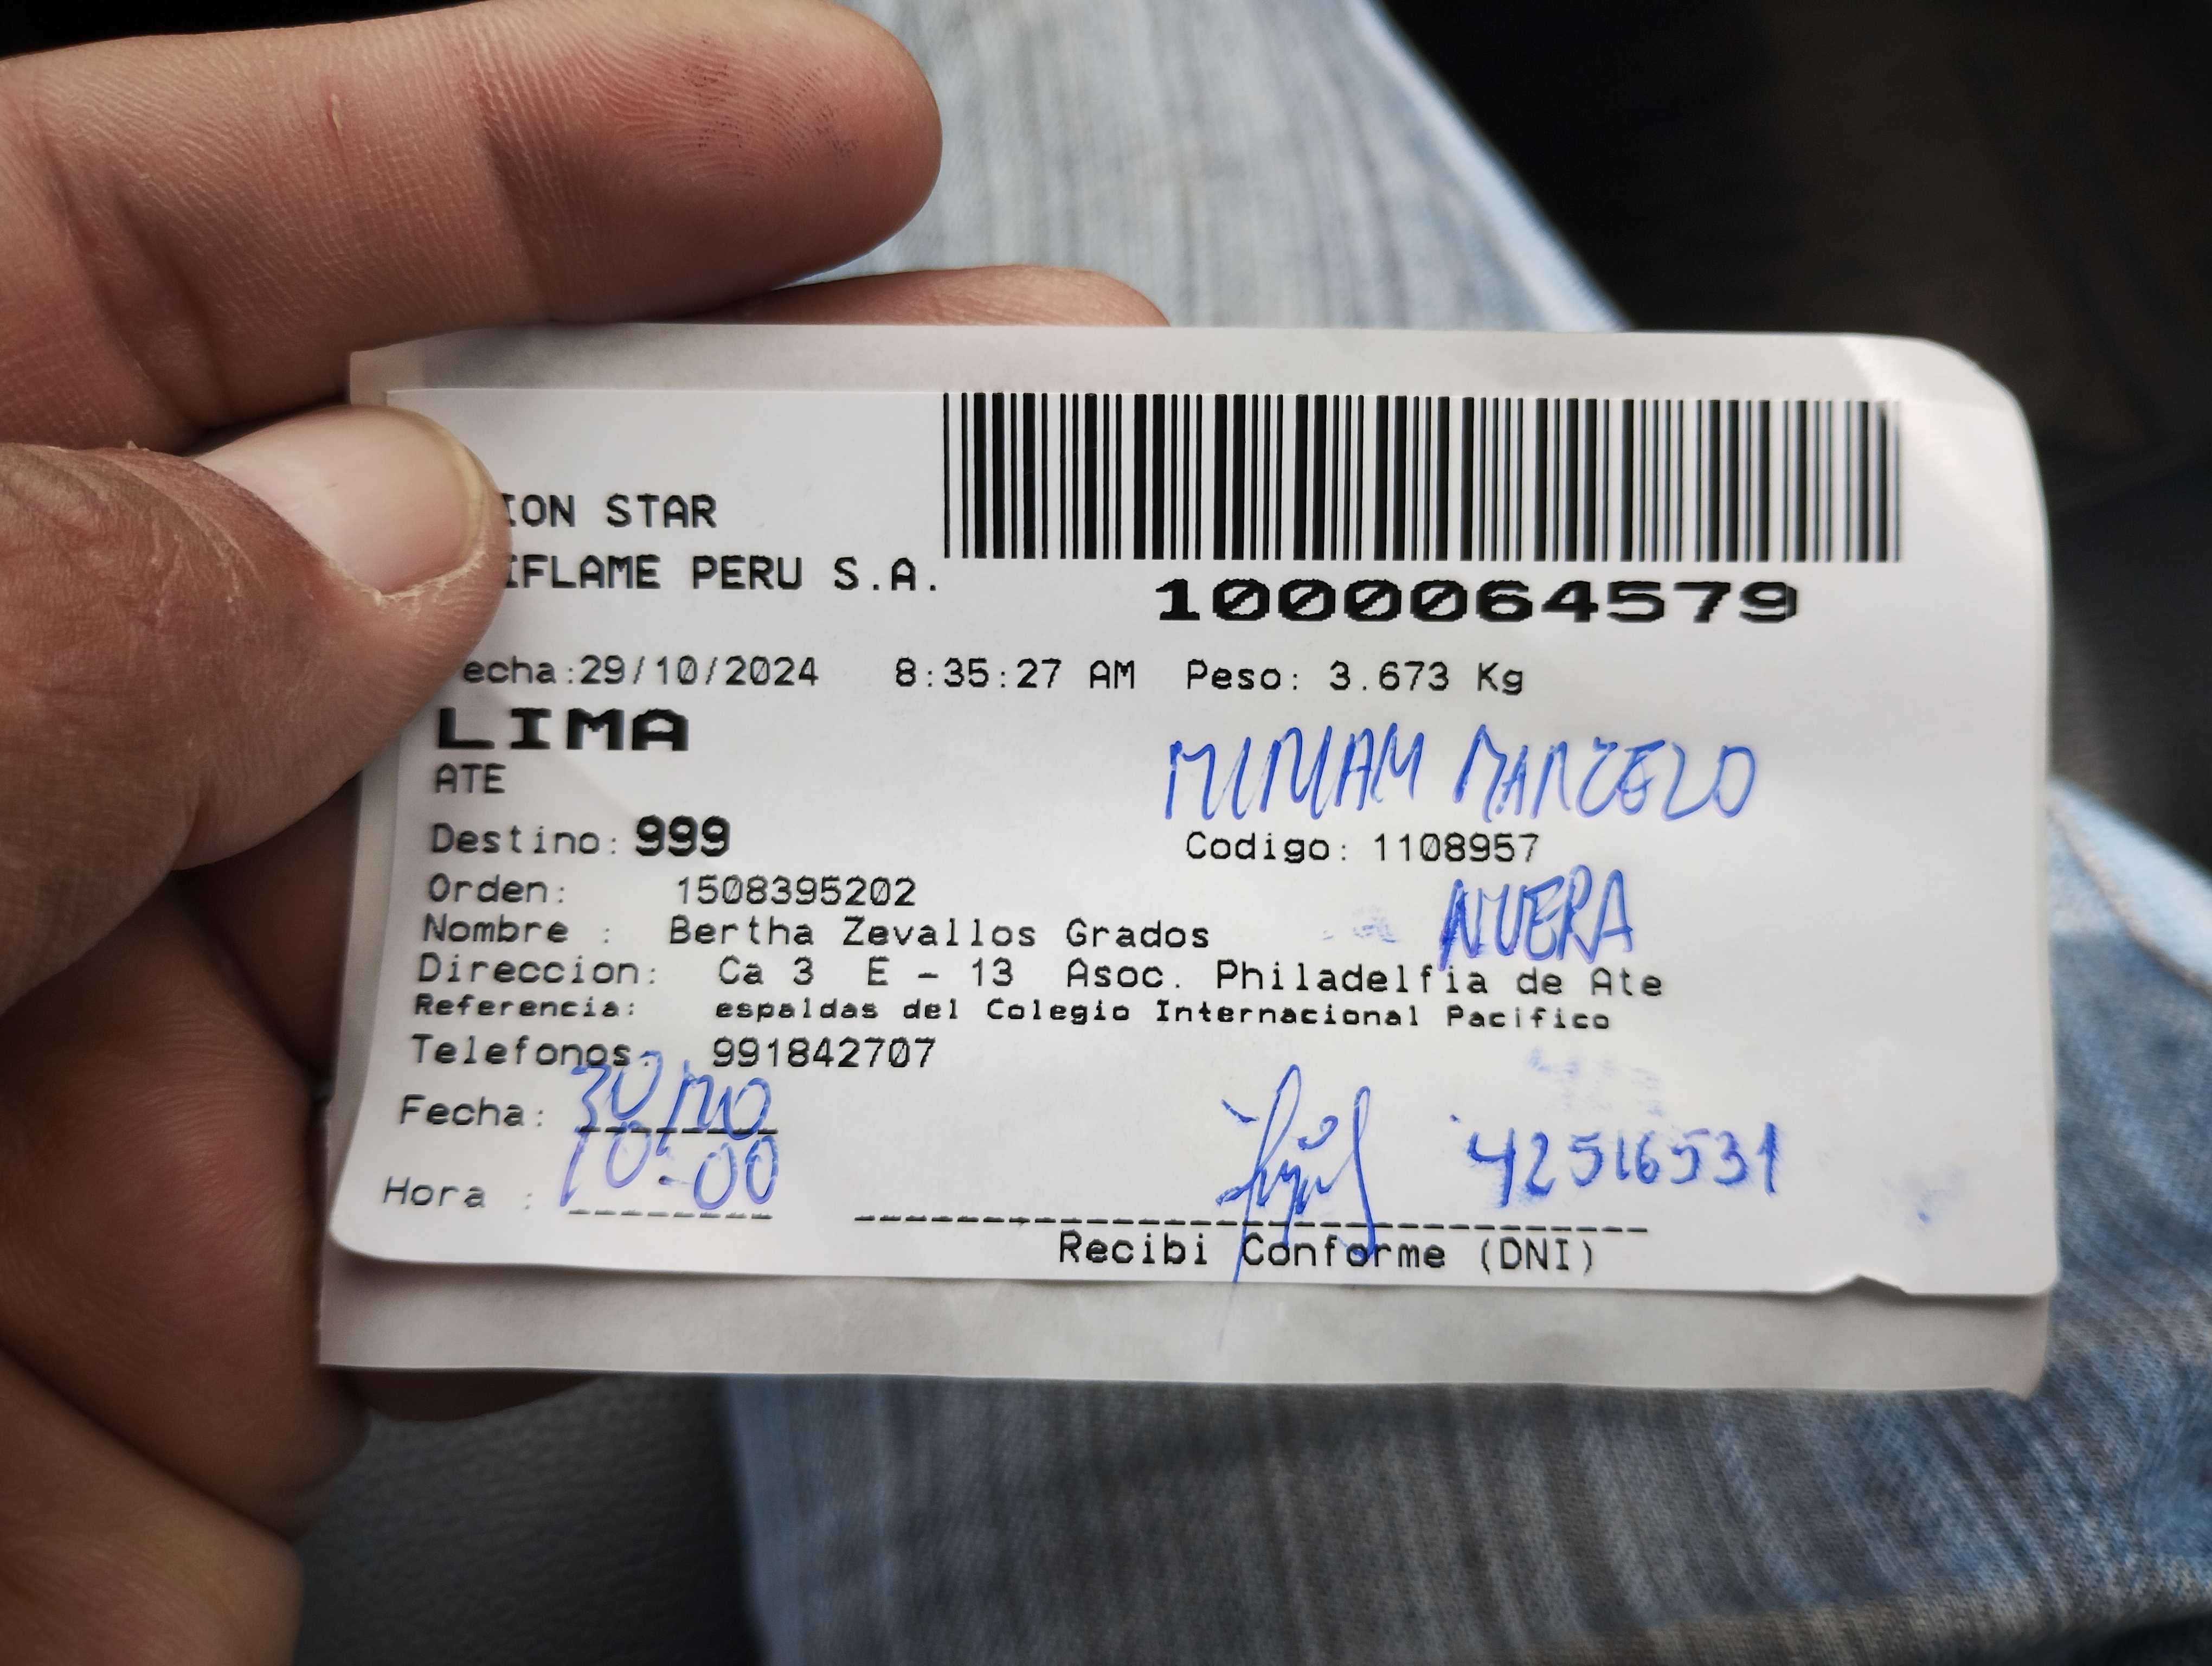 ION STAR
IFLAME PERU S.A.
1000064579
echa:29/10/2024 8:35:27 AM Peso: 3.673 Kg
LIMA
ATE
MIRIAM MARCELO
Destino: 999 Codigo: 1108957
Orden: 1508395202
NUERA
Nombre : Bertha Zevallos Grados
Direccion: Ca 3 E - 13 Asoc. Philadelfia de Ate
Referencia: espaldas del Colegio Internacional Pacifico
Telefonos: 991842707
Fecha: 30/10
Hora : 10:00
42516531
Recibi Conforme (DNI)